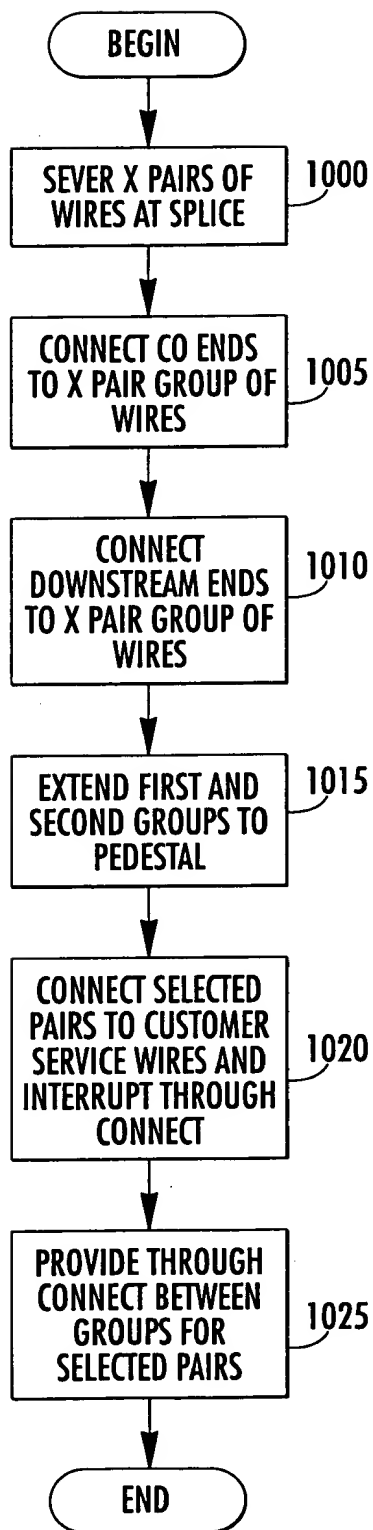 BEGIN
SEVER X PAIRS OF
WIRES AT SPLICE
1000
CONNECT CO ENDS
TO X PAIR GROUP OF
WIRES
1005
CONNECT
DOWNSTREAM ENDS
TO X PAIR GROUP OF
WIRES
1010
EXTEND FIRST AND
SECOND GROUPS TO
PEDESTAL
1015
CONNECT SELECTED
PAIRS TO CUSTOMER
SERVICE WIRES AND
INTERRUPT THROUGH
CONNECT
1020
PROVIDE THROUGH
CONNECT BETWEEN
GROUPS FOR
SELECTED PAIRS
1025
END